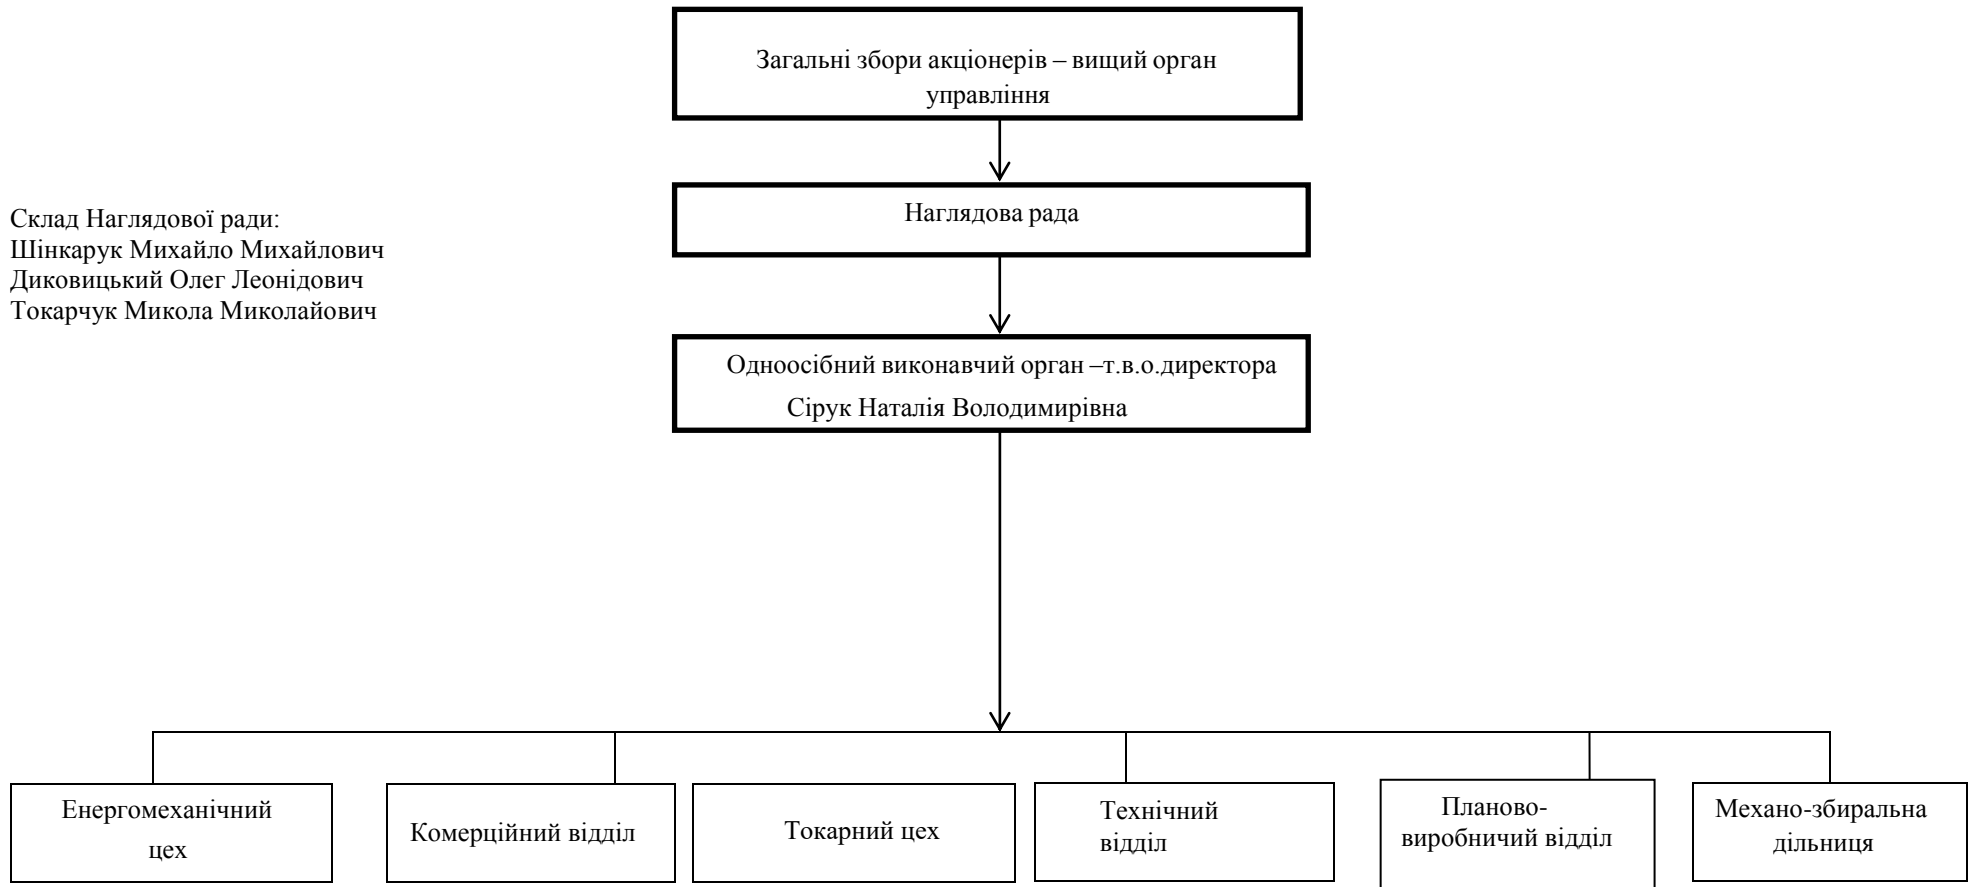 Загальні збори акціонерів – вищий орган
управління
Наглядова рада
Склад Наглядової ради:
Шінкарук Михайло Михайлович
Диковицький Олег Леонідович
Токарчук Микола Миколайович
Одноосібний виконавчий орган –т.в.о.директора
Сірук Наталія Володимирівна
Енергомеханічний
цех
Комерційний відділ
Токарний цех
Технічний
відділ
Планово-
виробничий відділ
Механо-збиральна
дільниця